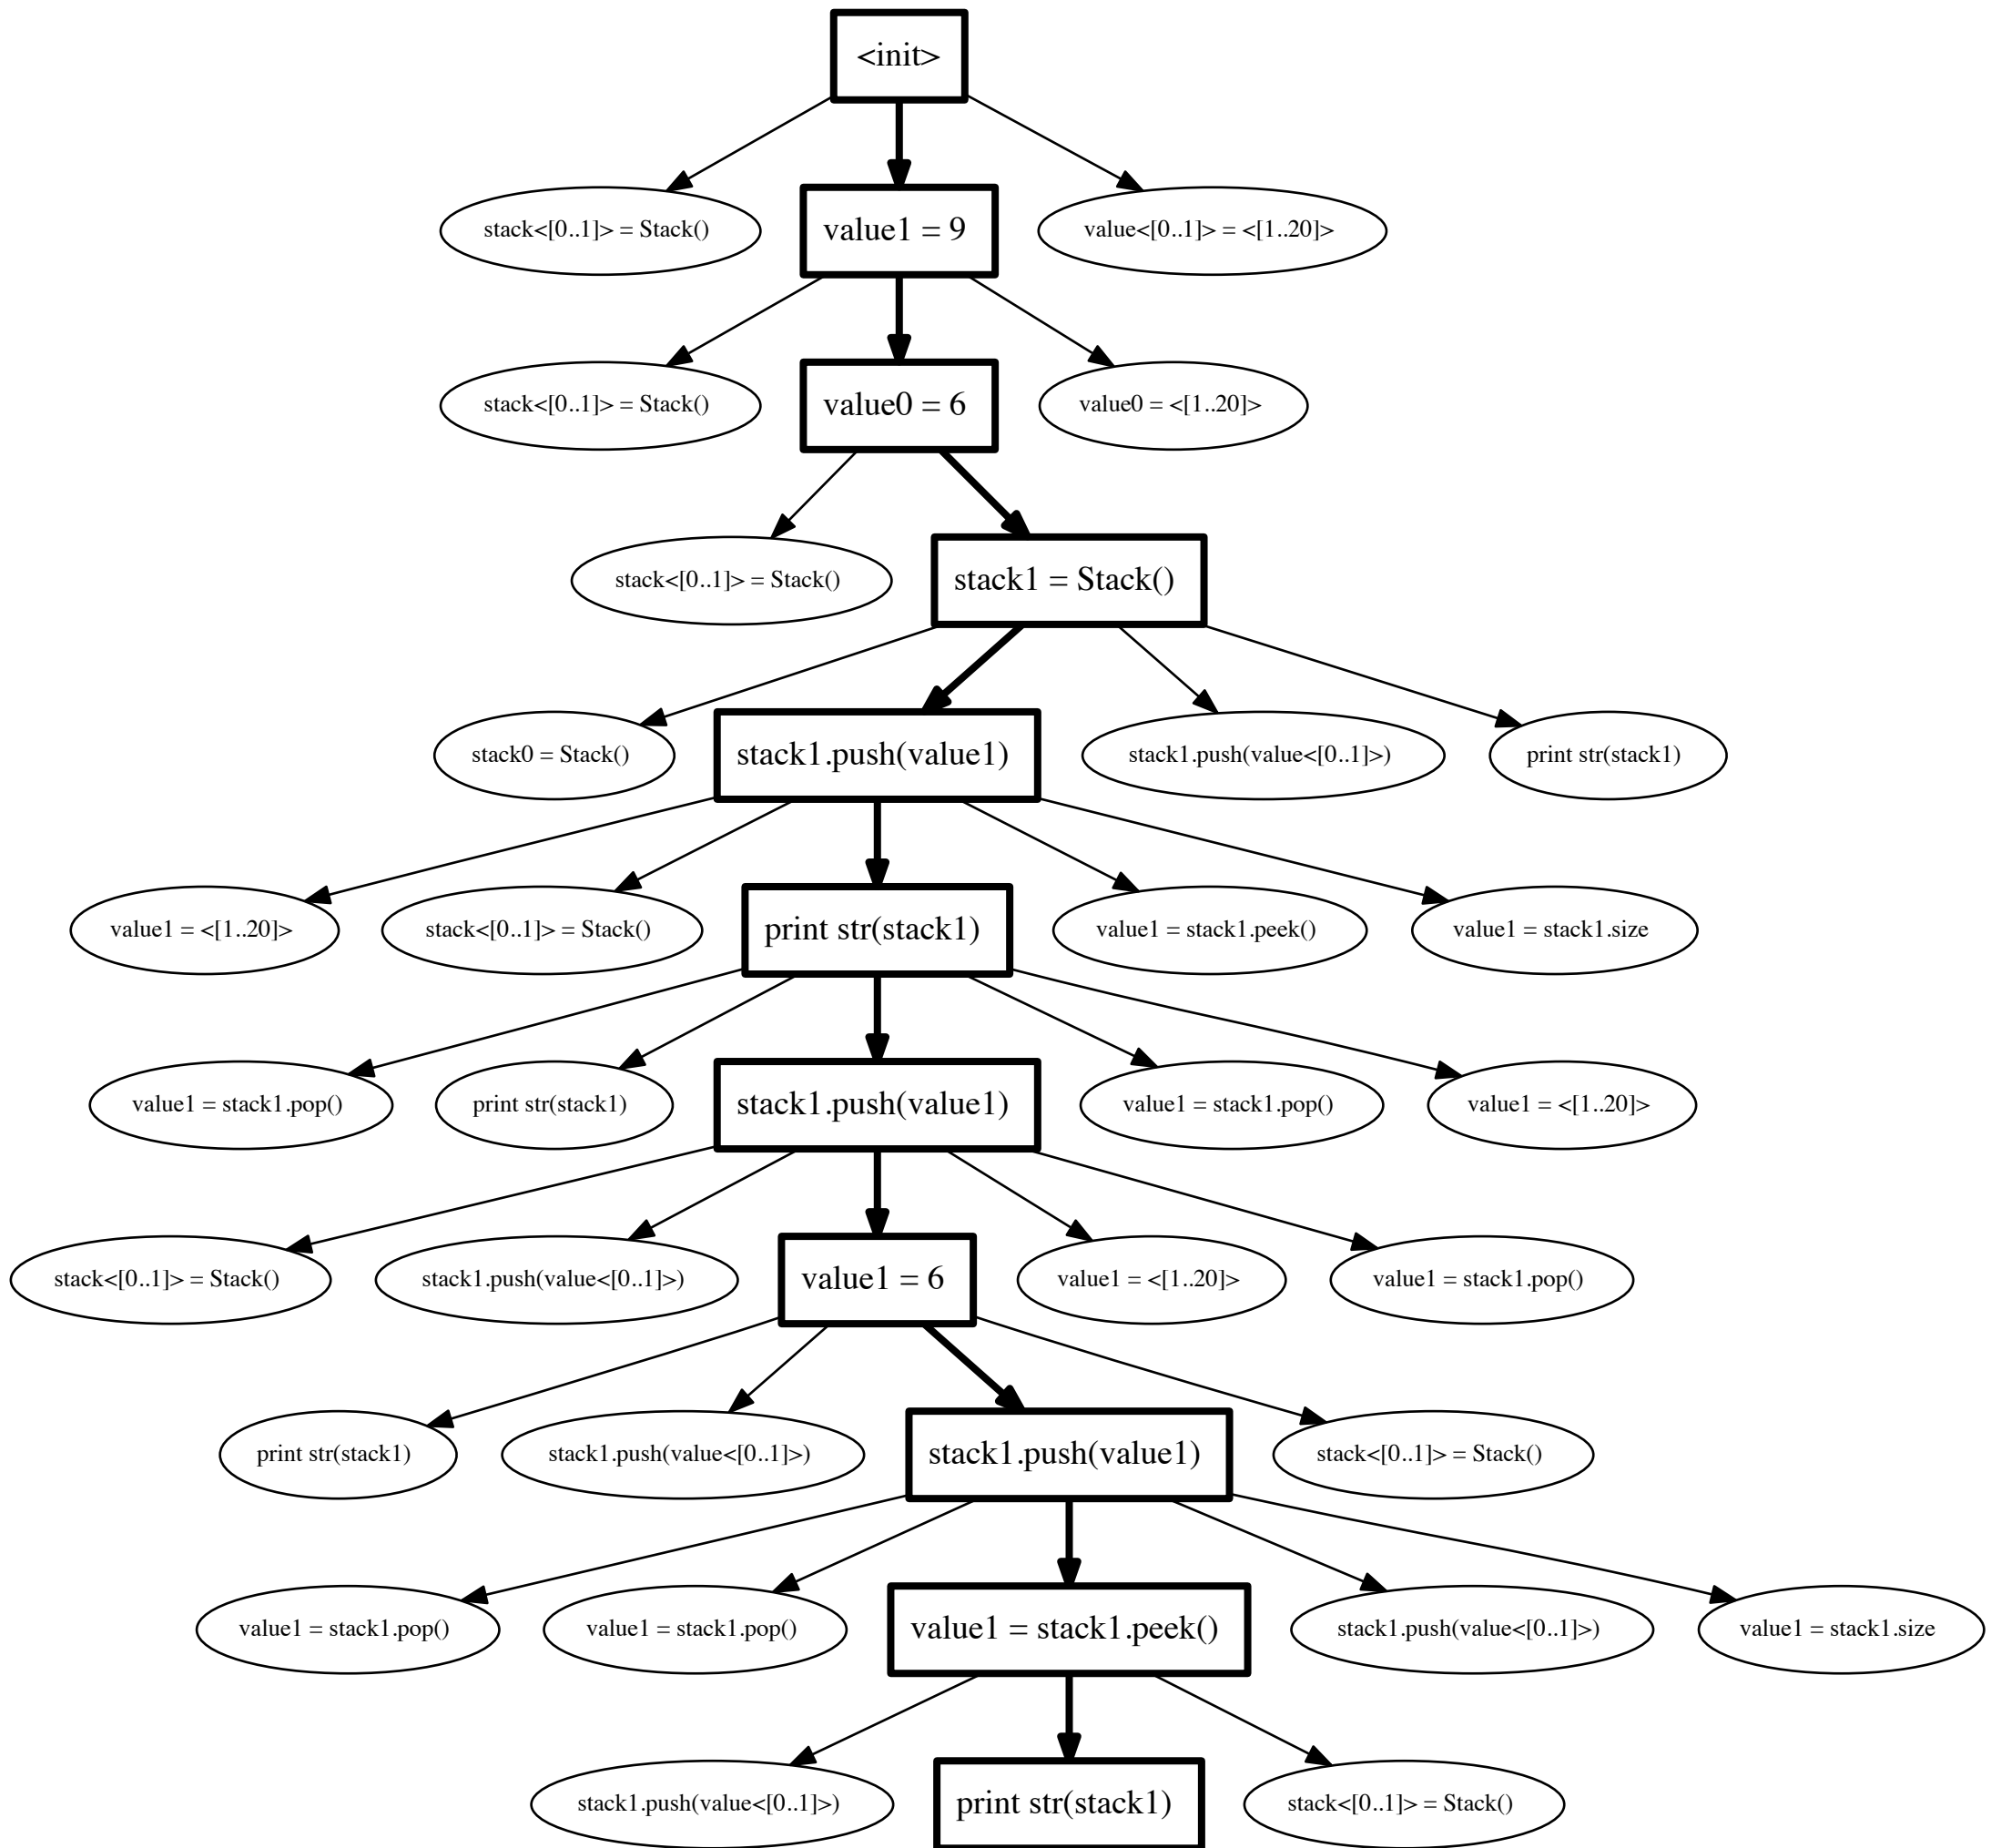 <init>
stack<[0..1]> = Stack()
value1 = 9
value<[0..1]> = <[1..20]>
stack<[0..1]> = Stack()
value0 = 6
value0 = <[1..20]>
stack<[0..1]> = Stack()
stack1 = Stack()
stack0 = Stack()
stack1.push(value1)
stack1.push(value<[0..1]>)
print str(stack1)
value1 = <[1..20]>
stack<[0..1]> = Stack()
print str(stack1)
value1 = stack1.peek()
value1 = stack1.size
value1 = stack1.pop()
print str(stack1)
stack1.push(value1)
value1 = stack1.pop()
value1 = <[1..20]>
stack<[0..1]> = Stack()
stack1.push(value<[0..1]>)
value1 = 6
value1 = <[1..20]>
value1 = stack1.pop()
print str(stack1)
stack1.push(value<[0..1]>)
stack1.push(value1)
stack<[0..1]> = Stack()
value1 = stack1.pop()
value1 = stack1.pop()
value1 = stack1.peek()
stack1.push(value<[0..1]>)
value1 = stack1.size
stack1.push(value<[0..1]>)
print str(stack1)
stack<[0..1]> = Stack()